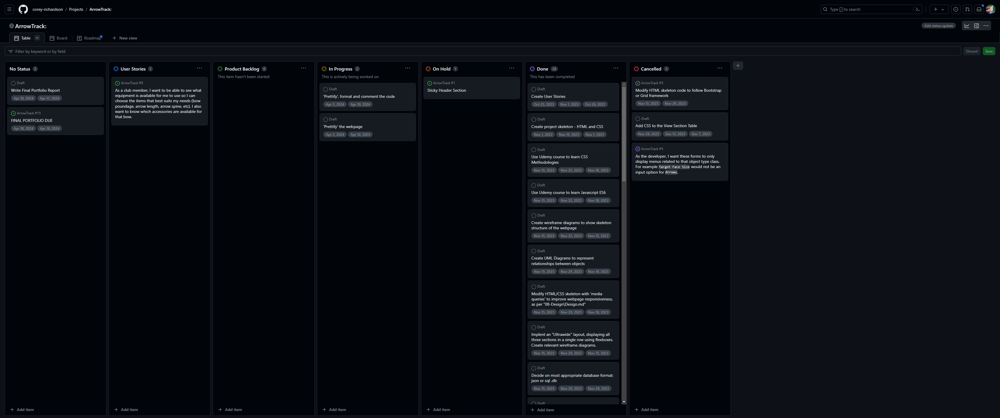 corey-richardson / Projects / ArrowTrack:
Type / to search
ArrowTrack:
Add status update
Table
Board
Roadmap
New view
Filter by keyword or by field
Discard
Save
No Status 2
Draft
Write Final Portfolio Report
Apr 10, 2024 Apr 17, 2024
ArrowTrack #15
FINAL PORTFOLIO DUE
Apr 18, 2024 Apr 18, 2024
Add item
User Stories 1
ArrowTrack #9
As a club member, I want to be able to see what
equipment is available for me to use so I can
choose the items that best suits my needs (bow
poundage, arrow length, arrow spine, etc). I also
want to know which accessories are available for
that bow.
Add item
Product Backlog 0
This item hasn't been started
Add item
In Progress 2
This is actively being worked on
Draft
'Prettify', format and comment the code
Apr 3, 2024 Apr 10, 2024
Draft
'Prettify' the webpage
Apr 3, 2024 Apr 10, 2024
Add item
On Hold 1
ArrowTrack #1
Sticky Header Section
Add item
Done 28
This has been completed
Draft
Create User Stories
Oct 25, 2023 Nov 1, 2023 Oct 26, 2023
Draft
Create project skeleton - HTML and CSS
Nov 1, 2023 Nov 15, 2023 Nov 1, 2023
Draft
Use Udemy course to learn CSS
Methodologies
Nov 15, 2023 Nov 22, 2023 Nov 18, 2023
Draft
Use Udemy course to learn Javascript ES6
Nov 15, 2023 Nov 22, 2023 Nov 18, 2023
Draft
Create wireframe diagrams to show skeleton
structure of the webpage
Nov 15, 2023 Nov 22, 2023 Nov 15, 2023
Draft
Create UML Diagrams to represent
relationships between objects
Nov 15, 2023 Nov 29, 2023 Nov 19, 2023
Draft
Modify HTML/CSS skeleton with 'media
queries' to improve webpage responsiveness,
as per "08-Design\Design.md"
Nov 15, 2023 Nov 29, 2023 Nov 18, 2023
Draft
Implent an "Ultrawide" layout, displaying all
three sections in a single row using flexboxes.
Create relevant wireframe diagrams.
Nov 15, 2023 Nov 29, 2023 Nov 15, 2023
Draft
Decide on most appropriate database format;
json or sql .db
Nov 15, 2023 Nov 29, 2023 Nov 29, 2023
Draft
Add item
Cancelled 3
ArrowTrack #3
Modify HTML skeleton code to follow Bootstrap
or Grid framework
Nov 15, 2023 Nov 29, 2023
Draft
Add CSS to the View Section Table
Nov 29, 2023 Dec 13, 2023 Dec 7, 2023
ArrowTrack #5
As the developer, I want these forms to only
display menus related to that object type class.
For example Target Face Size would not be an
input option for Arrows.
Add item